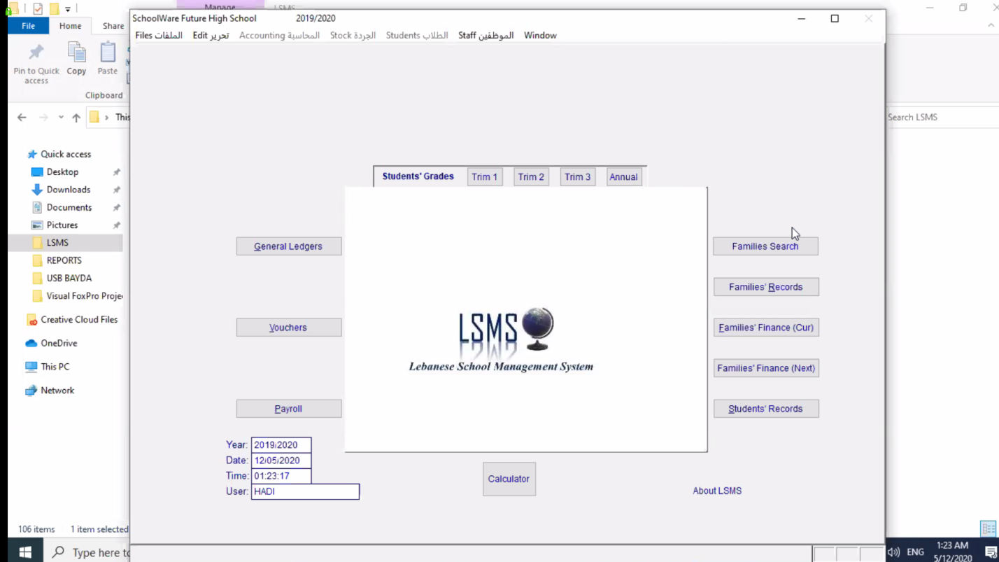 Manage
LSMS
SchoolWare Future High School 2019/2020
File Home Share
Files الملفات Edit تحرير Accounting المحاسبة Stock الجردة Students الطلاب Staff الموظفين Window
Pin to Quick access
Copy
Paste
Clipboard
This
Search LSMS
Quick access
Desktop
Downloads
Documents
Pictures
LSMS
REPORTS
USB BAYDA
Visual FoxPro Proje
Creative Cloud Files
OneDrive
This PC
Network
Students' Grades Trim 1 Trim 2 Trim 3 Annual
General Ledgers
Vouchers
Payroll
LSMS
Lebanese School Management System
Families Search
Families' Records
Families' Finance (Cur)
Families' Finance (Next)
Students' Records
Year: 2019/2020
Date: 12/05/2020
Time: 01:23:17
User: HADI
Calculator
About LSMS
106 items 1 item selected
Type here to
ENG
1:23 AM
5/12/2020